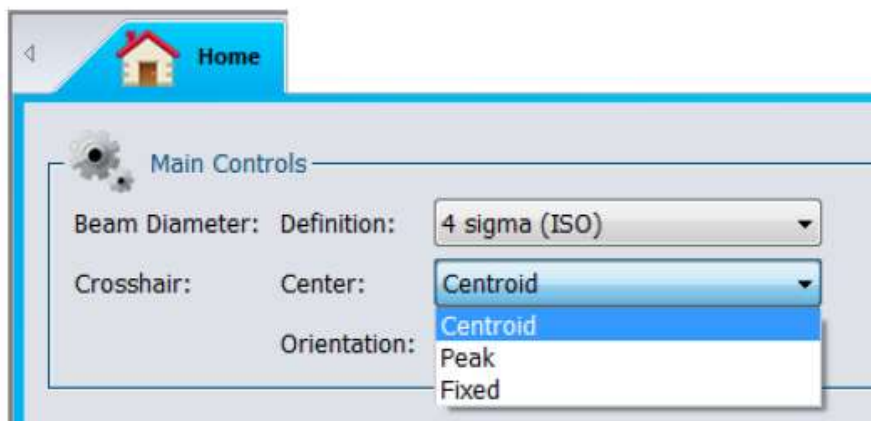 Home
Main Controls
Beam Diameter: Definition: 4 sigma (ISO)
Crosshair: Center: Centroid
Centroid
Orientation:
Peak
Fixed